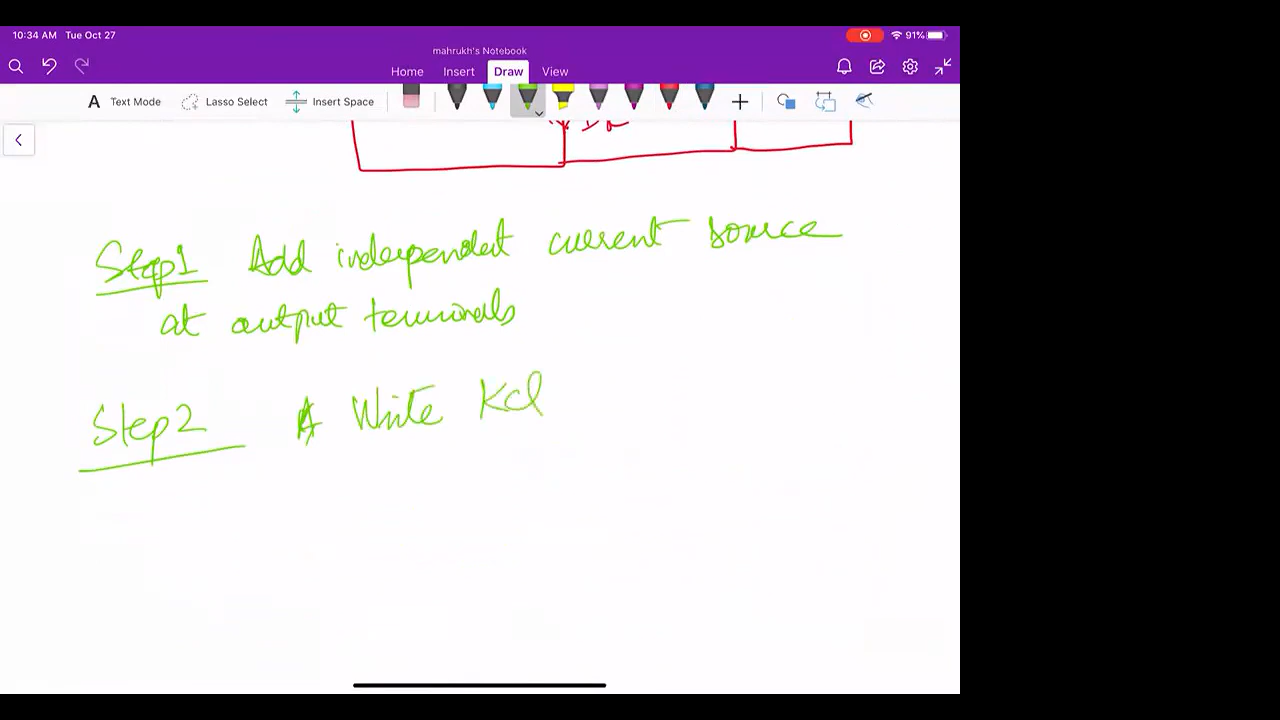 10:34 AM Tue Oct 27
91%
mahrukh's Notebook
Home Insert Draw View
A Text Mode Lasso Select Insert Space
Step1 Add independent current source
at output terminals
Step2 Write KCl